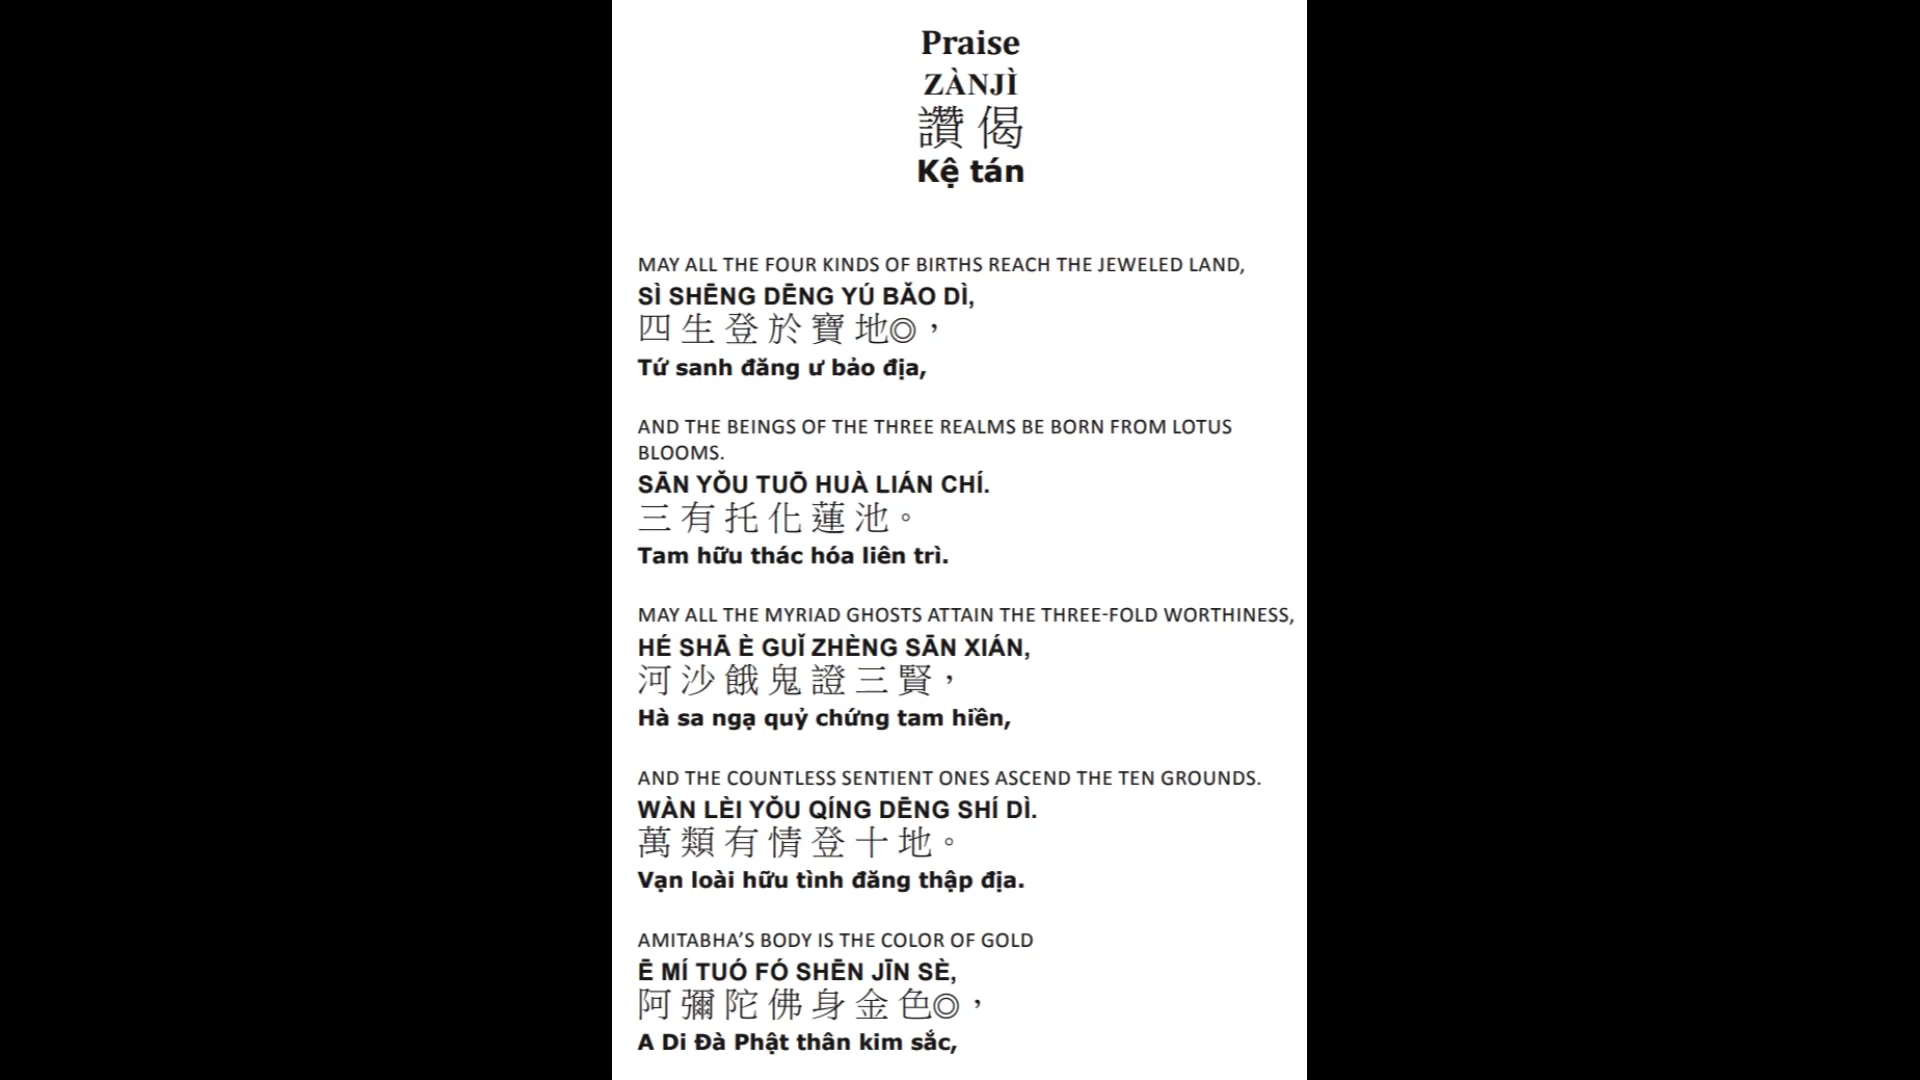 Praise
ZÀNJÌ
讚 偈
Kệ tán
MAY ALL THE FOUR KINDS OF BIRTHS REACH THE JEWELED LAND,
SÌ SHĒNG DĒNG YÚ BǍO DÌ,
四 生 登 於 寶 地◎，
Tứ sanh đăng ư bảo địa,
AND THE BEINGS OF THE THREE REALMS BE BORN FROM LOTUS
BLOOMS.
SĀN YǑU TUŌ HUÀ LIÁN CHÍ.
三 有 托 化 蓮 池。
Tam hữu thác hóa liên trì.
MAY ALL THE MYRIAD GHOSTS ATTAIN THE THREE-FOLD WORTHINESS,
HÉ SHĀ È GUǏ ZHÈNG SĀN XIÁN,
河 沙 餓 鬼 證 三 賢，
Hà sa ngạ quỷ chứng tam hiền,
AND THE COUNTLESS SENTIENT ONES ASCEND THE TEN GROUNDS.
WÀN LÈI YǑU QÍNG DĒNG SHÍ DÌ.
萬 類 有 情 登 十 地。
Vạn loài hữu tình đăng thập địa.
AMITABHA’S BODY IS THE COLOR OF GOLD
Ē MÍ TUÓ FÓ SHĒN JĪN SÈ,
阿 彌 陀 佛 身 金 色◎，
A Di Đà Phật thân kim sắc,